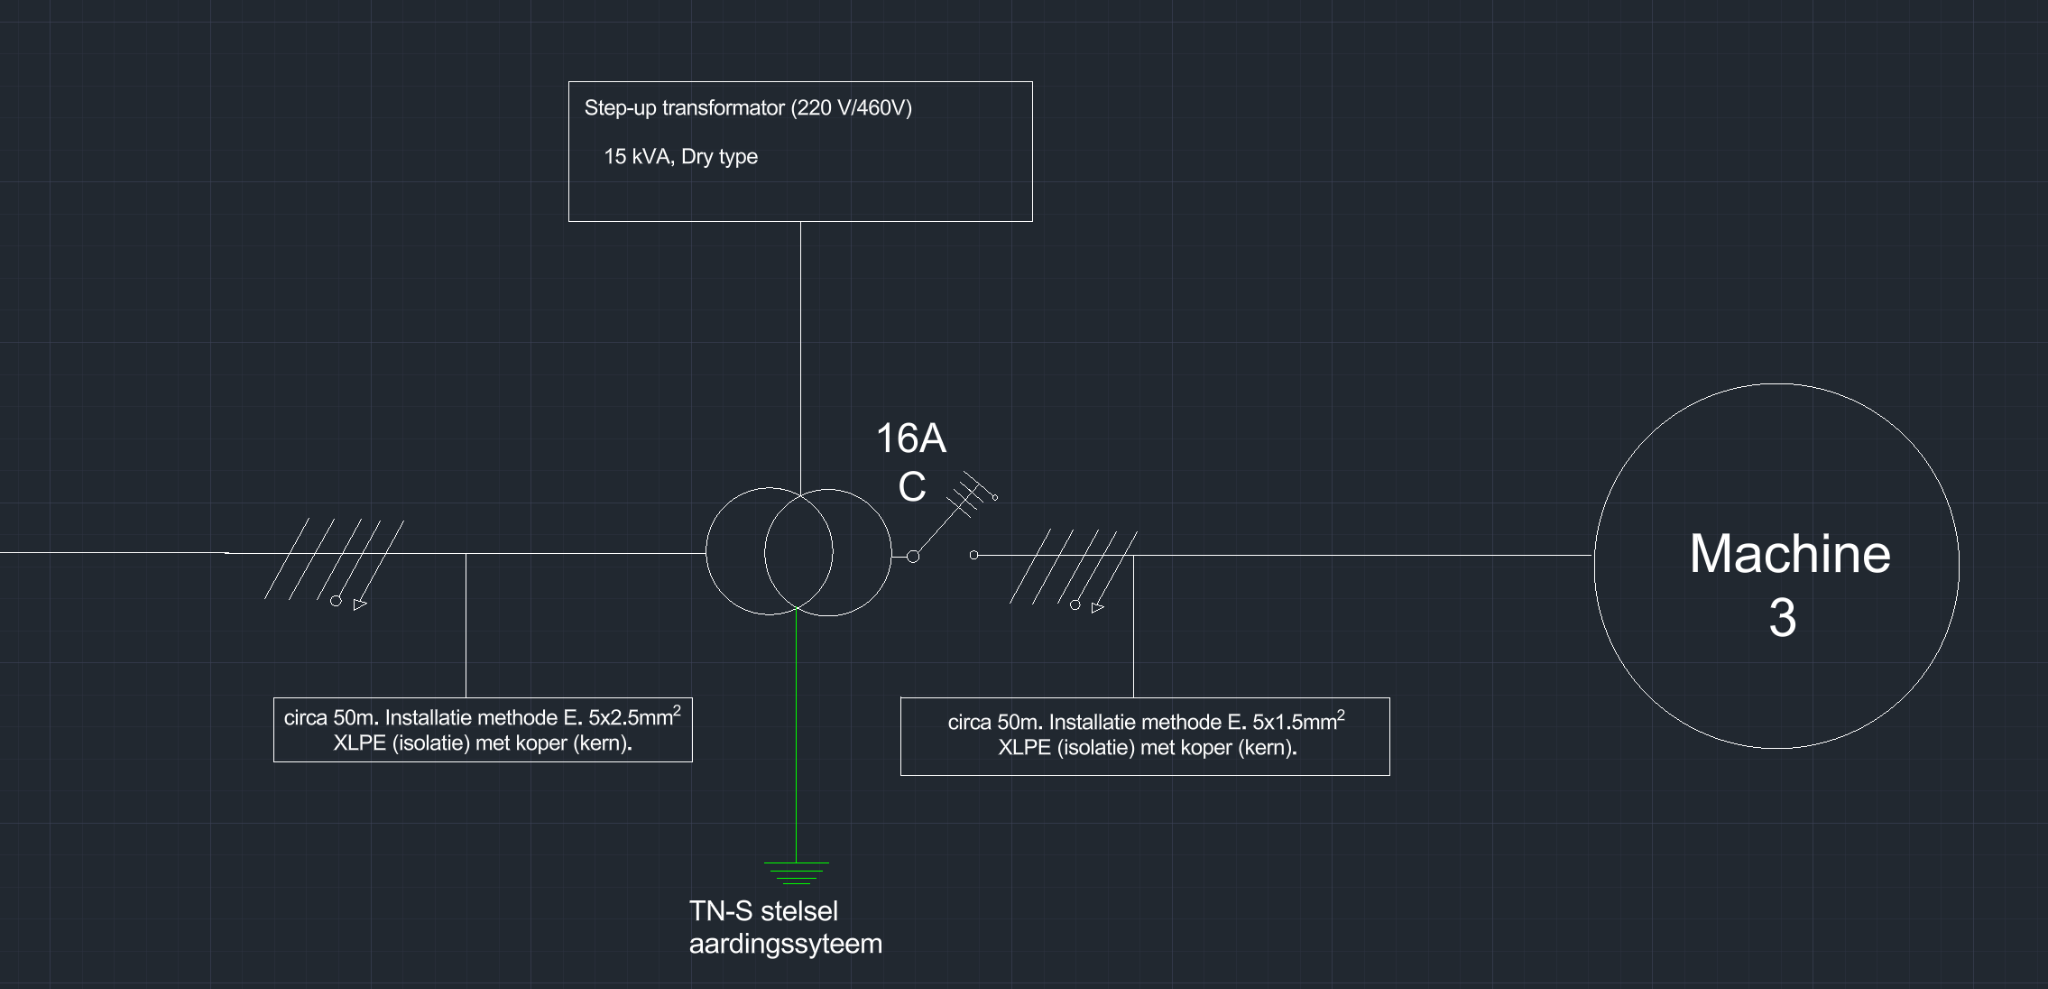 Step-up transformator (220 V/460V)
15 kVA, Dry type
16A
C
Machine
3
circa 50m. Installatie methode E. 5x2.5mm²
XLPE (isolatie) met koper (kern).
circa 50m. Installatie methode E. 5x1.5mm²
XLPE (isolatie) met koper (kern).
TN-S stelsel
aardingssyteem